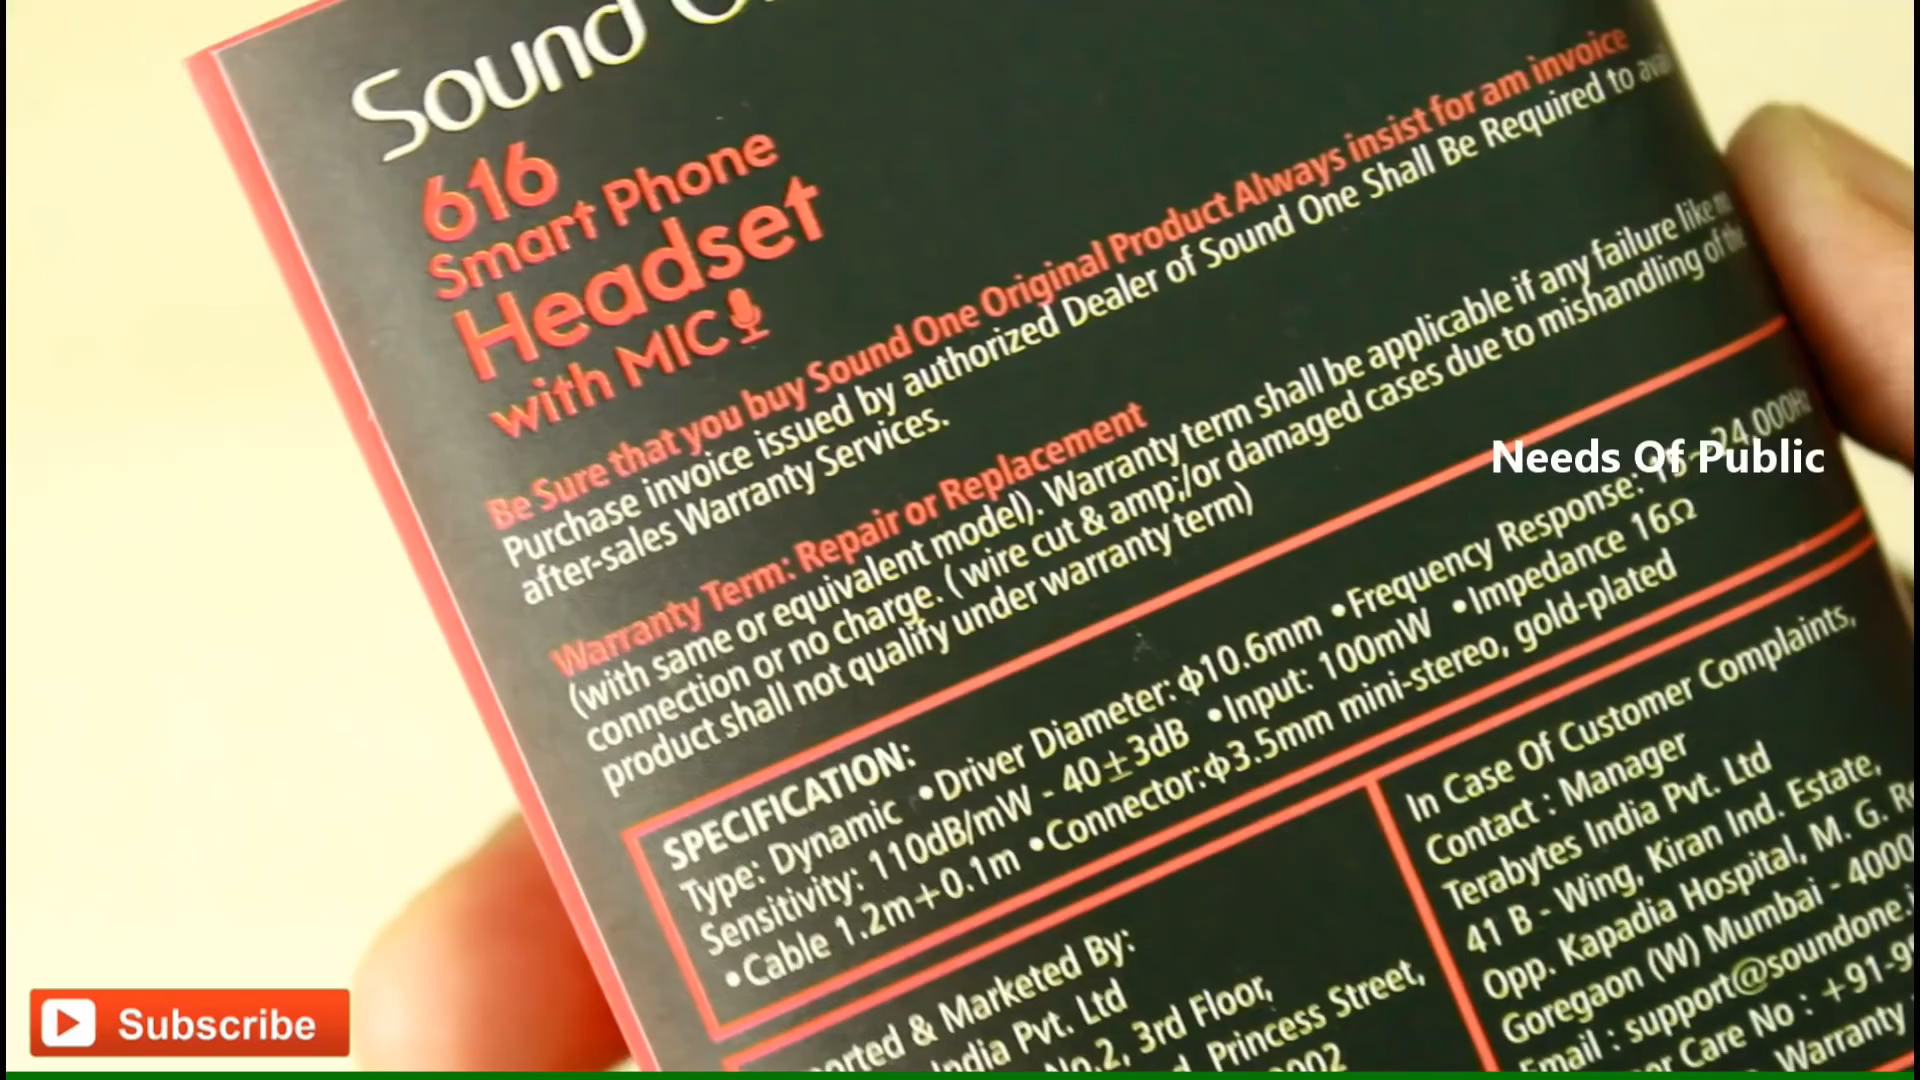 Sound
616
Smart Phone
Headset
with MIC
Be Sure that you buy Sound One Original Product Always insist for am invoice
Purchase invoice issued by authorized Dealer of Sound One Shall Be Required to
after-sales Warranty Services.
Warranty Term: Repair or Replacement
(with same or equivalent model). Warranty term shall be applicable if any failure like
connection or no charge. ( wire cut & amp;/or damaged cases due to mishandling of the
product shall not qualify under warranty term)
SPECIFICATION:
Type: Dynamic •Driver Diameter: ϕ10.6mm •Frequency Response: 24,000Hz
Sensitivity: 110dB/mW - 40±3dB •Input: 100mW •Impedance 16Ω
•Cable 1.2m+0.1m •Connector:ϕ3.5mm mini-stereo, gold-plated
& Marketed By:
India Pvt. Ltd
No.2, 3rd Floor,
Princess Street,
In Case Of Customer Complaints,
Contact : Manager
Terabytes India Pvt. Ltd
41 B - Wing, Kiran Ind. Estate,
Opp. Kapadia Hospital, M. G.
Goregaon (W) Mumbai -
Email : support@soundone.
Care No : +91-9
Warranty
Needs Of Public
Subscribe